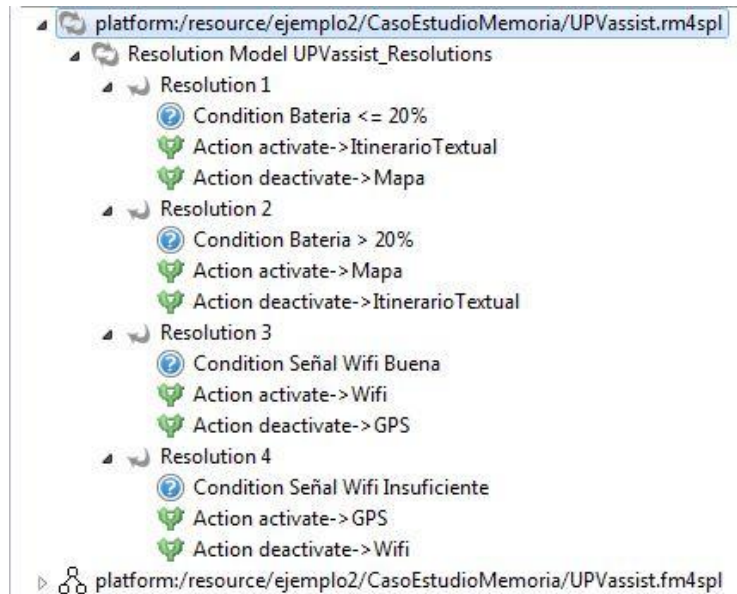 platform:/resource/ejemplo2/CasoEstudioMemoria/UPVassist.rm4spl
Resolution Model UPVassist_Resolutions
Resolution 1
Condition Bateria <= 20%
Action activate->ItinerarioTextual
Action deactivate->Mapa
Resolution 2
Condition Bateria > 20%
Action activate->Mapa
Action deactivate->ItinerarioTextual
Resolution 3
Condition Señal Wifi Buena
Action activate->Wifi
Action deactivate->GPS
Resolution 4
Condition Señal Wifi Insuficiente
Action activate->GPS
Action deactivate->Wifi
platform:/resource/ejemplo2/CasoEstudioMemoria/UPVassist.fm4spl